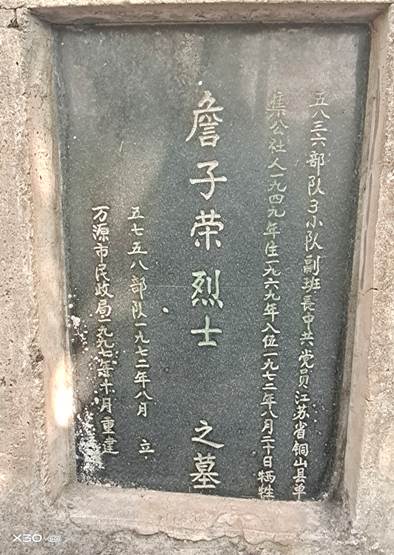 五八三六部队3小队副班長中共党员江苏省铜山县单
集公社人一九四九年生一九六九年入伍一九七二年八月二十日牺牲
詹子荣烈士 之墓
五七五八部队一九七二年八月 立
万源市民政局一九九七年十月重建
X30